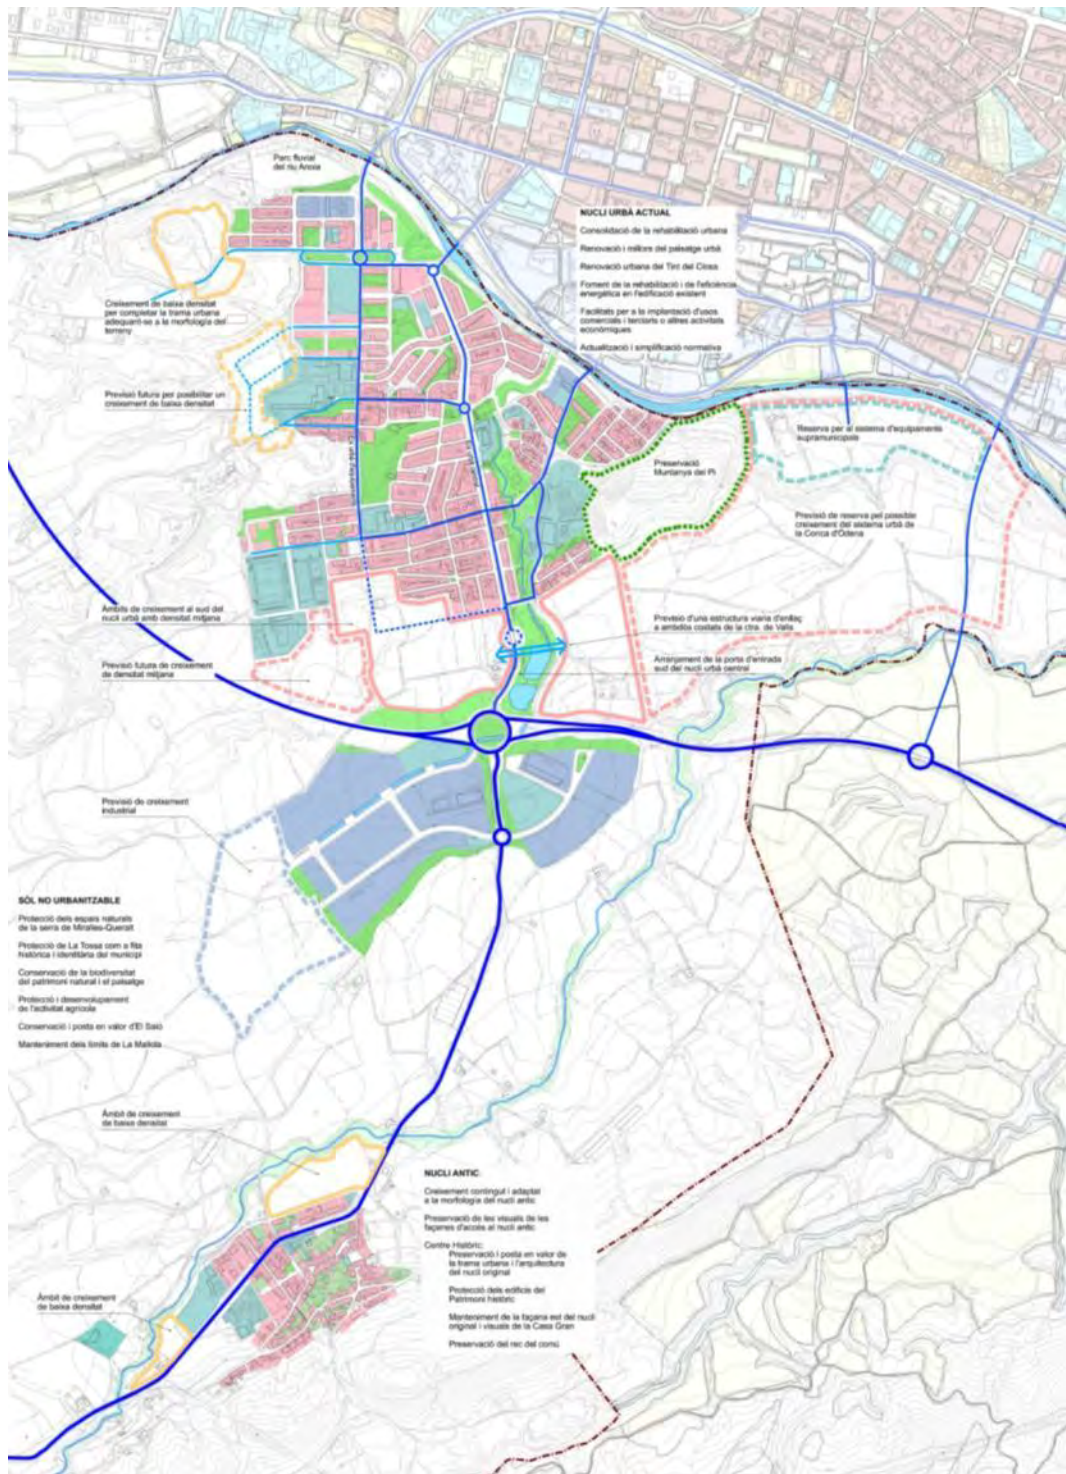 Parc fluvial
del riu Anoia
NUCLI URBÀ ACTUAL
Consolidació de la rehabilitació urbana
Renovació i millora del paisatge urbà
Renovació urbana del Tint del Closa
Foment de la rehabilitació i de l'eficiència
energètica en l'edificació existent
Facilitats per a la implantació d'usos
comercials i terciaris o altres activitats
econòmiques
Actualització i simplificació normativa
Creixement de baixa densitat
per completar la trama urbana
adequant-se a la morfologia del
terreny
Previsió futura per posibilitar un
creixement de baixa densitat
Reserva per al sistema d'equipaments
supramunicipals
Preservació
Muntanya del Pi
Previsió de reserva pel possible
creixement del sistema urbà de
la Conca d'Òdena
Àmbits de creixement al sud del
nucli urbà amb densitat mitjana
Previsió d'una estructura viaria d'enllaç
a ambdós costats de la ctra. de Valls
Previsió futura de creixement
de densitat mitjana
Arranjament de la porta d'entrada
sud del nucli urbà central
Previsió de creixement
industrial
SÒL NO URBANITZABLE
Protecció dels espais naturals
de la serra de Miralles-Queralt
Protecció de La Tossa com a fita
històrica i identitària del municipi
Conservació de la biodiversitat
del patrimoni natural i el paisatge
Protecció i desenvolupament
de l'activitat agrícola
Conservació i posta en valor d'El Saió
Manteniment dels límits de La Mallola
Àmbit de creixement
de baixa densitat
NUCLI ANTIC
Creixement contingut i adaptat
a la morfologia del nucli antic
Preservació de les visuals de les
façanes d'accés al nucli antic
Centre Històric:
Preservació i posta en valor de
la trama urbana i l'arquitectura
del nucli original
Protecció dels edificis del
Patrimoni històric
Manteniment de la façana est del nucli
original i visuals de la Casa Gran
Preservació del rec del comú
Àmbit de creixement
de baixa densitat